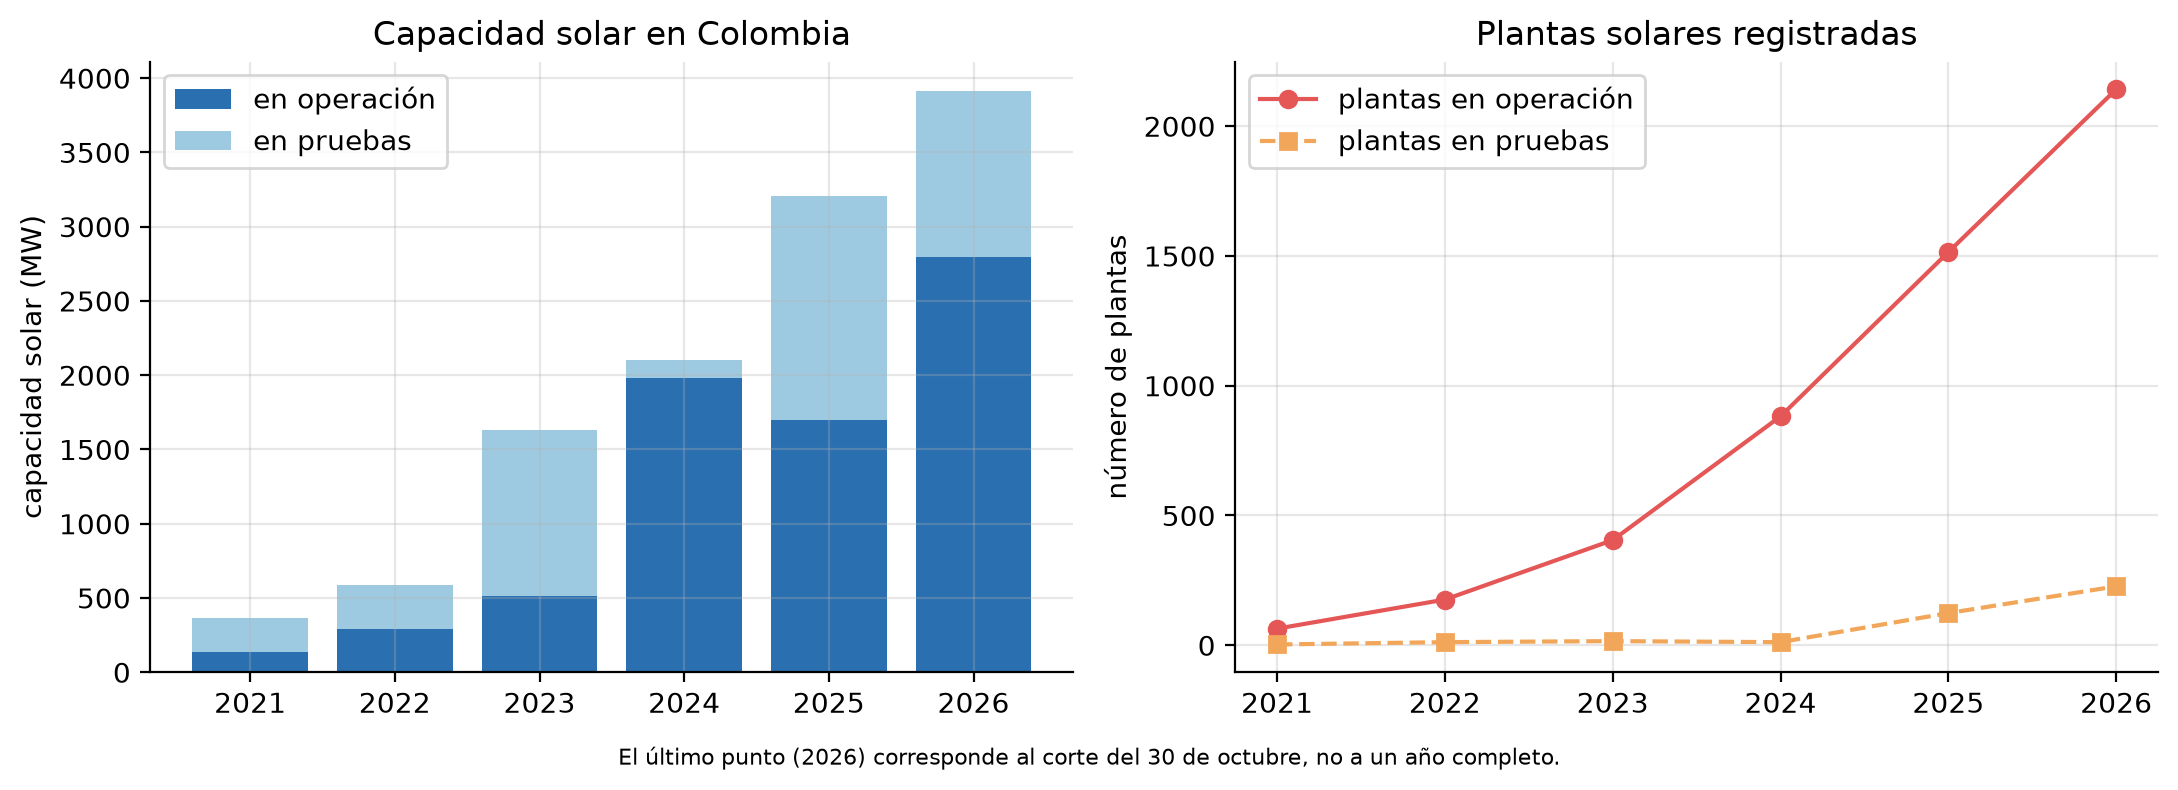 Capacidad solar en Colombia
capacidad solar (MW)
4000
3500
3000
2500
2000
1500
1000
500
0
en operación
en pruebas
2021 2022 2023 2024 2025 2026
Plantas solares registradas
número de plantas
2000
1500
1000
500
0
plantas en operación
plantas en pruebas
2021 2022 2023 2024 2025 2026
El último punto (2026) corresponde al corte del 30 de octubre, no a un año completo.